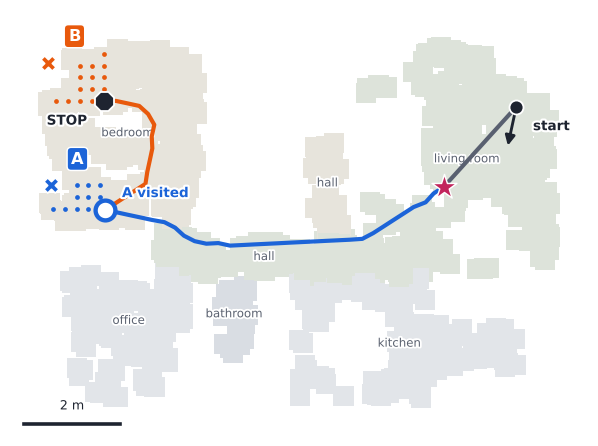 B
STOP
bedroom
A
A visited
start
living room
hall
hall
bathroom
office
kitchen
2 m